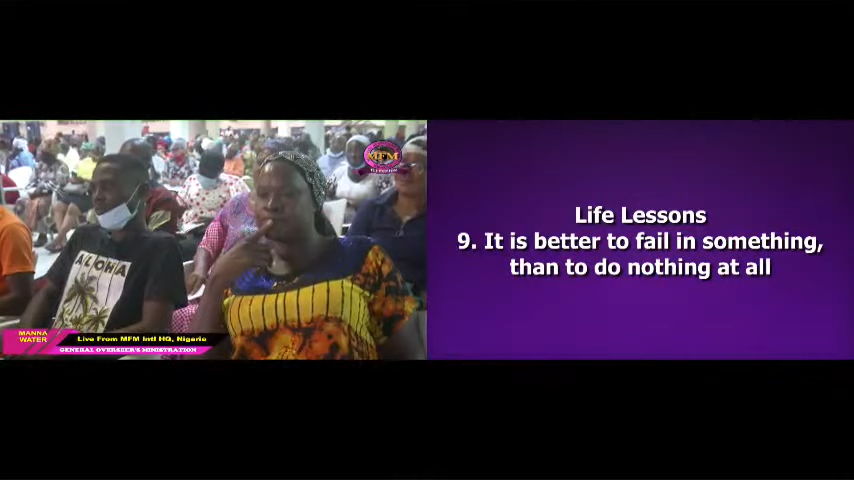 MFM
ALOHA
MANNA
WATER
Live From MFM Intl HQ, Nigeria
GENERAL OVERSEER'S MINISTRATION
Life Lessons
9. It is better to fail in something,
than to do nothing at all